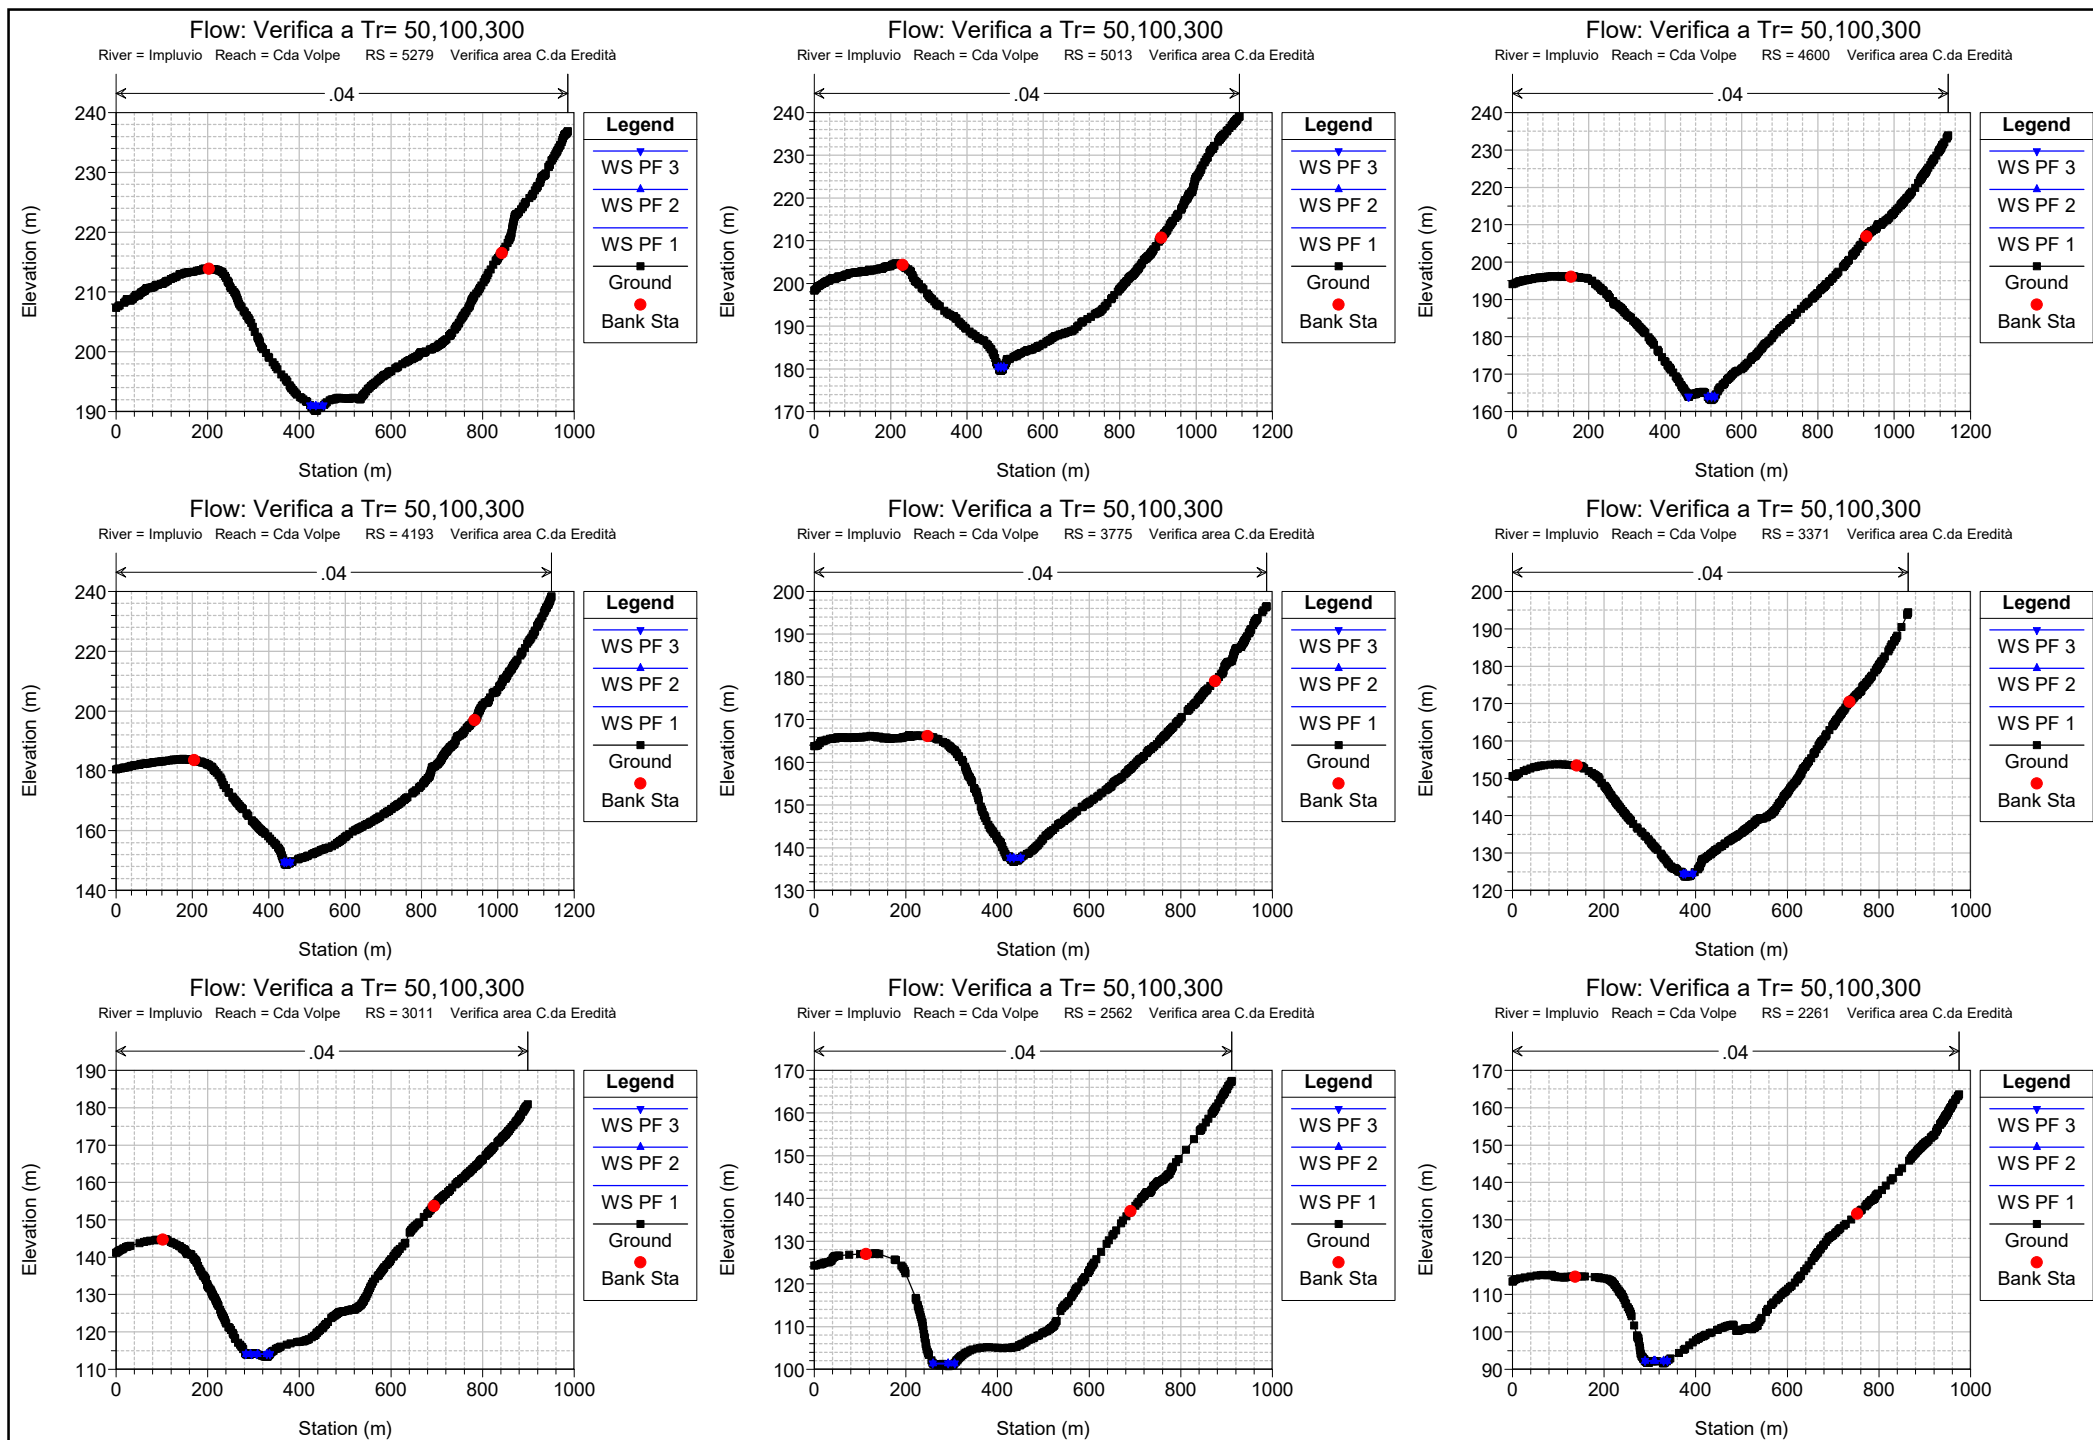 Flow: Verifica a Tr= 50,100,300
River = Impluvio Reach = Cda Volpe RS = 5279 Verifica area C.da Eredità
.04
Elevation (m)
240
230
220
210
200
190
0 200 400 600 800 1000
Station (m)
Legend
WS PF 3
WS PF 2
WS PF 1
Ground
Bank Sta
Flow: Verifica a Tr= 50,100,300
River = Impluvio Reach = Cda Volpe RS = 5013 Verifica area C.da Eredità
.04
Elevation (m)
240
230
220
210
200
190
180
170
0 200 400 600 800 1000 1200
Station (m)
Legend
WS PF 3
WS PF 2
WS PF 1
Ground
Bank Sta
Flow: Verifica a Tr= 50,100,300
River = Impluvio Reach = Cda Volpe RS = 4600 Verifica area C.da Eredità
.04
Elevation (m)
240
230
220
210
200
190
180
170
160
0 200 400 600 800 1000 1200
Station (m)
Legend
WS PF 3
WS PF 2
WS PF 1
Ground
Bank Sta
Flow: Verifica a Tr= 50,100,300
River = Impluvio Reach = Cda Volpe RS = 4193 Verifica area C.da Eredità
.04
Elevation (m)
240
220
200
180
160
140
0 200 400 600 800 1000 1200
Station (m)
Legend
WS PF 3
WS PF 2
WS PF 1
Ground
Bank Sta
Flow: Verifica a Tr= 50,100,300
River = Impluvio Reach = Cda Volpe RS = 3775 Verifica area C.da Eredità
.04
Elevation (m)
200
190
180
170
160
150
140
130
0 200 400 600 800 1000
Station (m)
Legend
WS PF 3
WS PF 2
WS PF 1
Ground
Bank Sta
Flow: Verifica a Tr= 50,100,300
River = Impluvio Reach = Cda Volpe RS = 3371 Verifica area C.da Eredità
.04
Elevation (m)
200
190
180
170
160
150
140
130
120
0 200 400 600 800 1000
Station (m)
Legend
WS PF 3
WS PF 2
WS PF 1
Ground
Bank Sta
Flow: Verifica a Tr= 50,100,300
River = Impluvio Reach = Cda Volpe RS = 3011 Verifica area C.da Eredità
.04
Elevation (m)
190
180
170
160
150
140
130
120
110
0 200 400 600 800 1000
Station (m)
Legend
WS PF 3
WS PF 2
WS PF 1
Ground
Bank Sta
Flow: Verifica a Tr= 50,100,300
River = Impluvio Reach = Cda Volpe RS = 2562 Verifica area C.da Eredità
.04
Elevation (m)
170
160
150
140
130
120
110
100
0 200 400 600 800 1000
Station (m)
Legend
WS PF 3
WS PF 2
WS PF 1
Ground
Bank Sta
Flow: Verifica a Tr= 50,100,300
River = Impluvio Reach = Cda Volpe RS = 2261 Verifica area C.da Eredità
.04
Elevation (m)
170
160
150
140
130
120
110
100
90
0 200 400 600 800 1000
Station (m)
Legend
WS PF 3
WS PF 2
WS PF 1
Ground
Bank Sta